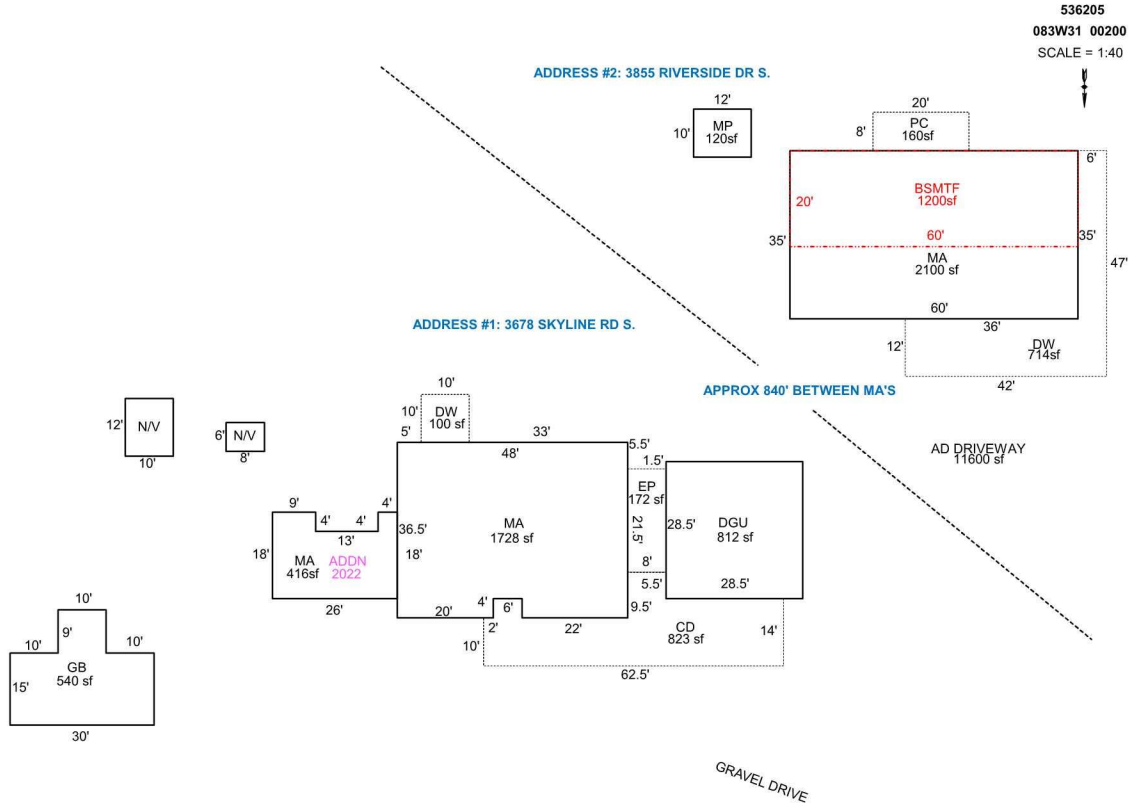 536205
083W31 00200
SCALE = 1:40
ADDRESS #2: 3855 RIVERSIDE DR S.
12'
10'
MP
120sf
20'
8'
PC
160sf
6'
BSMTF
1200sf
20'
60'
35'
35'
MA
2100 sf
47'
60'
36'
12'
DW
714sf
42'
ADDRESS #1: 3678 SKYLINE RD S.
APPROX 840' BETWEEN MA'S
AD DRIVEWAY
11600 sf
12'
N/V
10'
6'
N/V
8'
10'
10'
DW
100 sf
5'
33'
48'
5.5'
1.5'
EP
172 sf
21.5'
8'
5.5'
28.5'
DGU
812 sf
28.5'
36.5'
MA
1728 sf
18'
9'
4'
4'
4'
13'
18'
MA
416sf
ADDN
2022
26'
20'
4'
6'
2'
22'
9.5'
10'
CD
823 sf
14'
62.5'
10'
9'
10'
10'
GB
540 sf
15'
30'
GRAVEL DRIVE